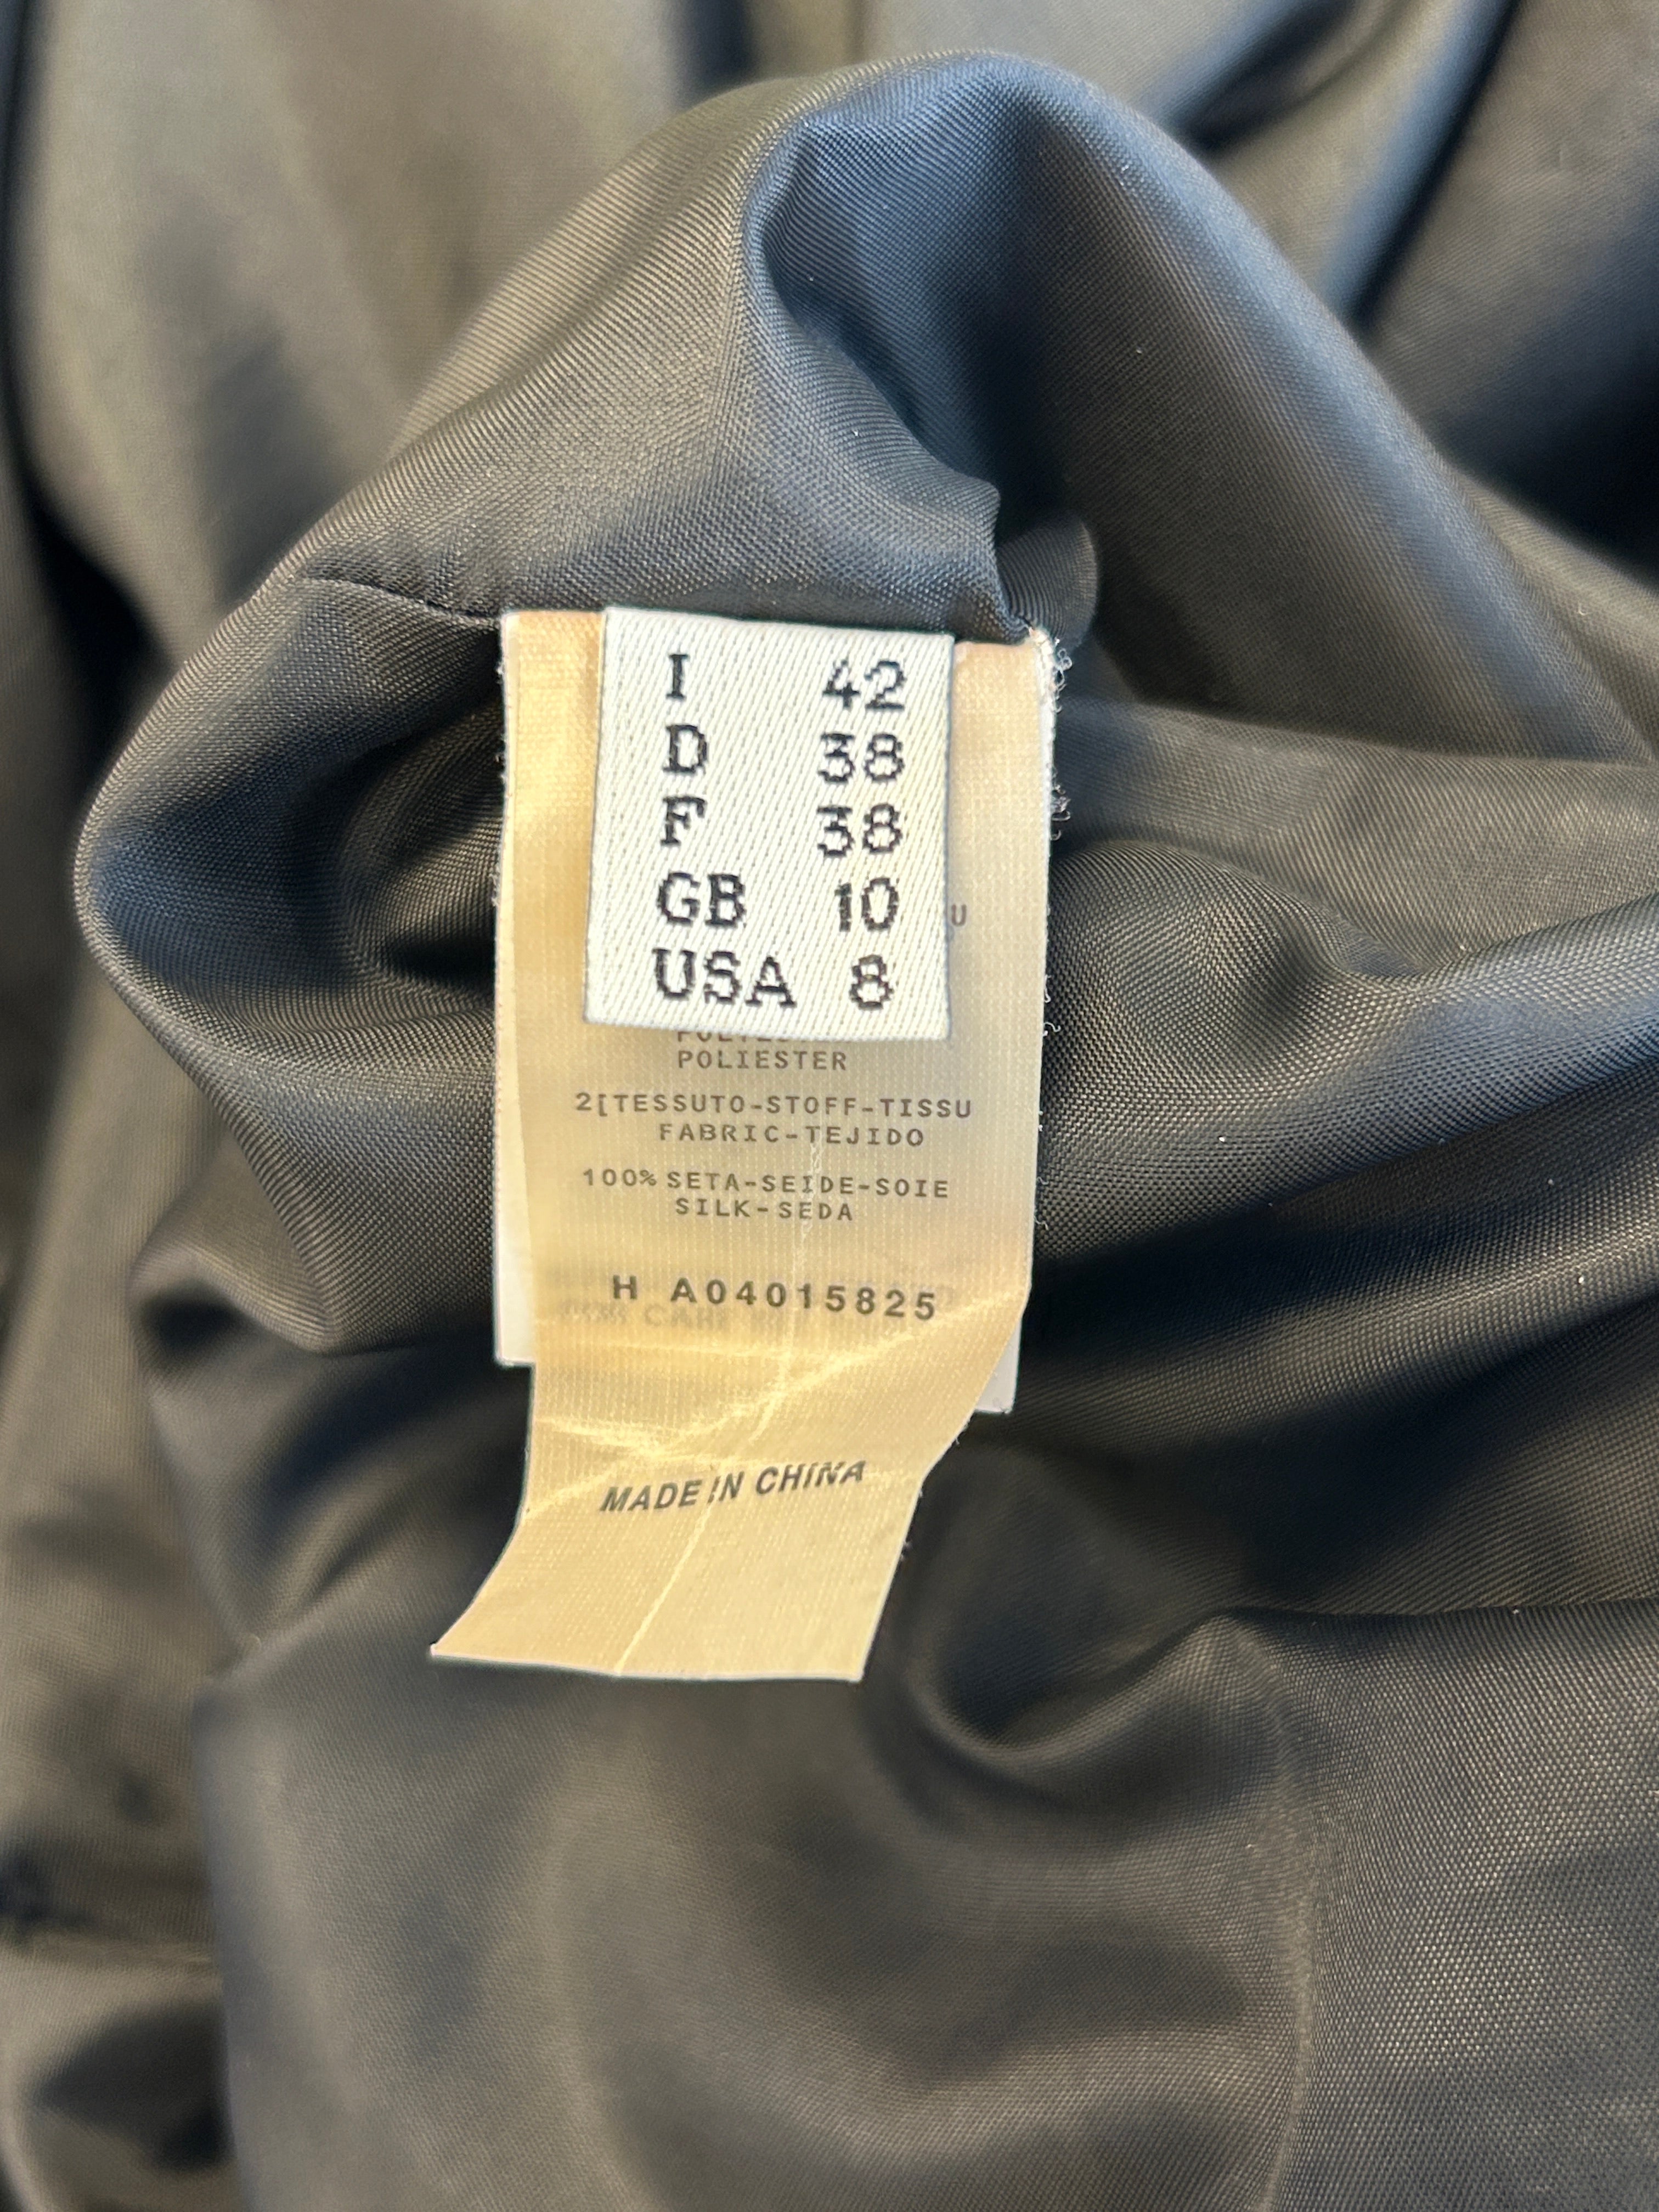 I 42
D 38
F 38
GB 10
USA 8
U
POLIESTER
2[TESSUTO-STOFF-TISSU
FABRIC-TEJIDO
100% SETA-SEIDE-SOIE
SILK-SEDA
H A04015825
MADE IN CHINA